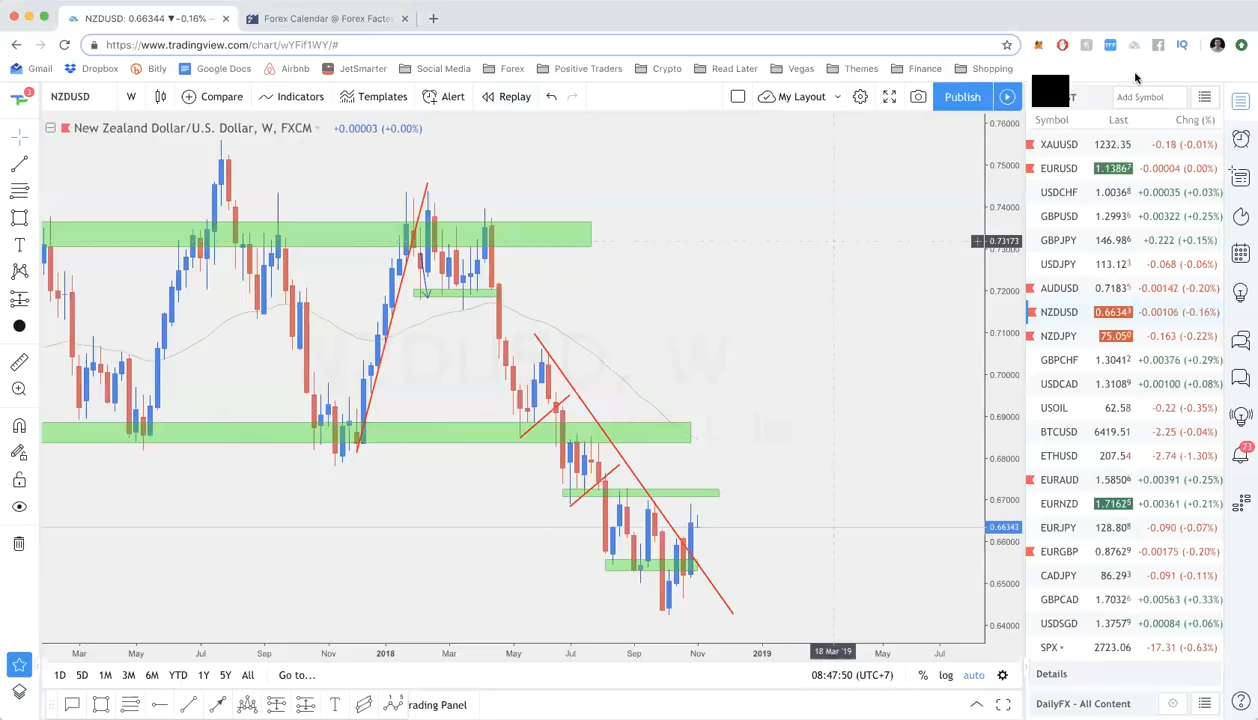 NZDUSD: 0.66344 ▼-0.16%
Forex Calendar @ Forex Facto
https://www.tradingview.com/chart/wYFif1WY/#
Gmail Dropbox Bitly Google Docs Airbnb JetSmarter Social Media Forex Positive Traders Crypto Read Later Vegas Themes Finance Shopping
3 NZDUSD W Compare Indicators Templates Alert Replay My Layout Publish Add Symbol
Symbol Last Chng (%)
New Zealand Dollar/U.S. Dollar, W, FXCM +0.00003 (+0.00%)
XAUUSD 1232.35 -0.18 (-0.01%)
EURUSD 1.13867 -0.00004 (0.00%)
USDCHF 1.00368 +0.00035 (+0.03%)
GBPUSD 1.29936 +0.00322 (+0.25%)
GBPJPY 146.986 +0.222 (+0.15%)
USDJPY 113.123 -0.068 (-0.06%)
AUDUSD 0.71835 -0.00142 (-0.20%)
NZDUSD 0.66343 -0.00106 (-0.16%)
NZDJPY 75.050 -0.163 (-0.22%)
GBPCHF 1.30412 +0.00376 (+0.29%)
USDCAD 1.31089 +0.00100 (+0.08%)
USOIL 62.58 -0.22 (-0.35%)
BTCUSD 6419.51 -2.25 (-0.04%)
ETHUSD 207.54 -2.74 (-1.30%)
EURAUD 1.58506 +0.00391 (+0.25%)
EURNZD 1.71625 +0.00361 (+0.21%)
EURJPY 128.808 -0.090 (-0.07%)
EURGBP 0.87629 -0.00175 (-0.20%)
CADJPY 86.293 -0.091 (-0.11%)
GBPCAD 1.70326 +0.00563 (+0.33%)
USDSGD 1.37579 +0.00084 (+0.06%)
SPX 2723.06 -17.31 (-0.63%)
0.76000
0.75000
0.74000
0.73173
0.72000
0.71000
0.70000
0.69000
0.68000
0.67000
0.66343
0.66000
0.65000
0.64000
73
Mar May Jul Sep Nov 2018 Mar May Jul Sep Nov 2019 18 Mar '19 May Jul
1D 5D 1M 3M 6M YTD 1Y 5Y All Go to... 08:47:50 (UTC+7) % log auto
Details
rading Panel
DailyFX - All Content